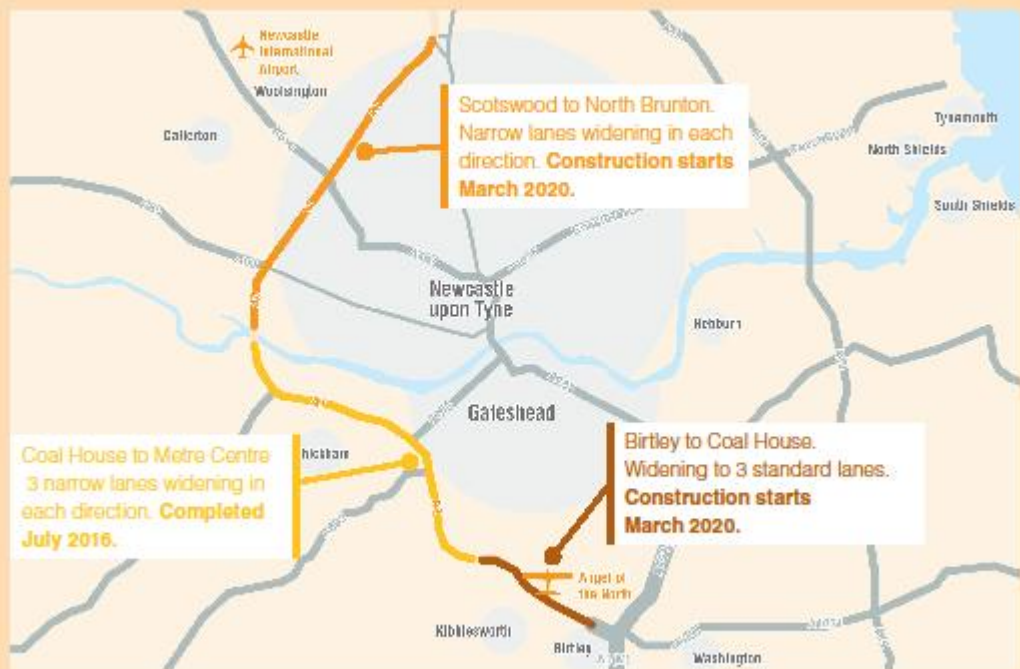 Newcastle
International
Airport
Woolsington
Callerton
Scotswood to North Brunton.
Narrow lanes widening in each
direction. Construction starts
March 2020.
Tynemouth
North Shields
South Shields
Newcastle
upon Tyne
Hebburn
Gateshead
Coal House to Metre Centre
3 narrow lanes widening in
each direction. Completed
July 2016.
hickham
Birtley to Coal House.
Widening to 3 standard lanes.
Construction starts
March 2020.
Angel of
the North
Kibblesworth
Birtley
Washington